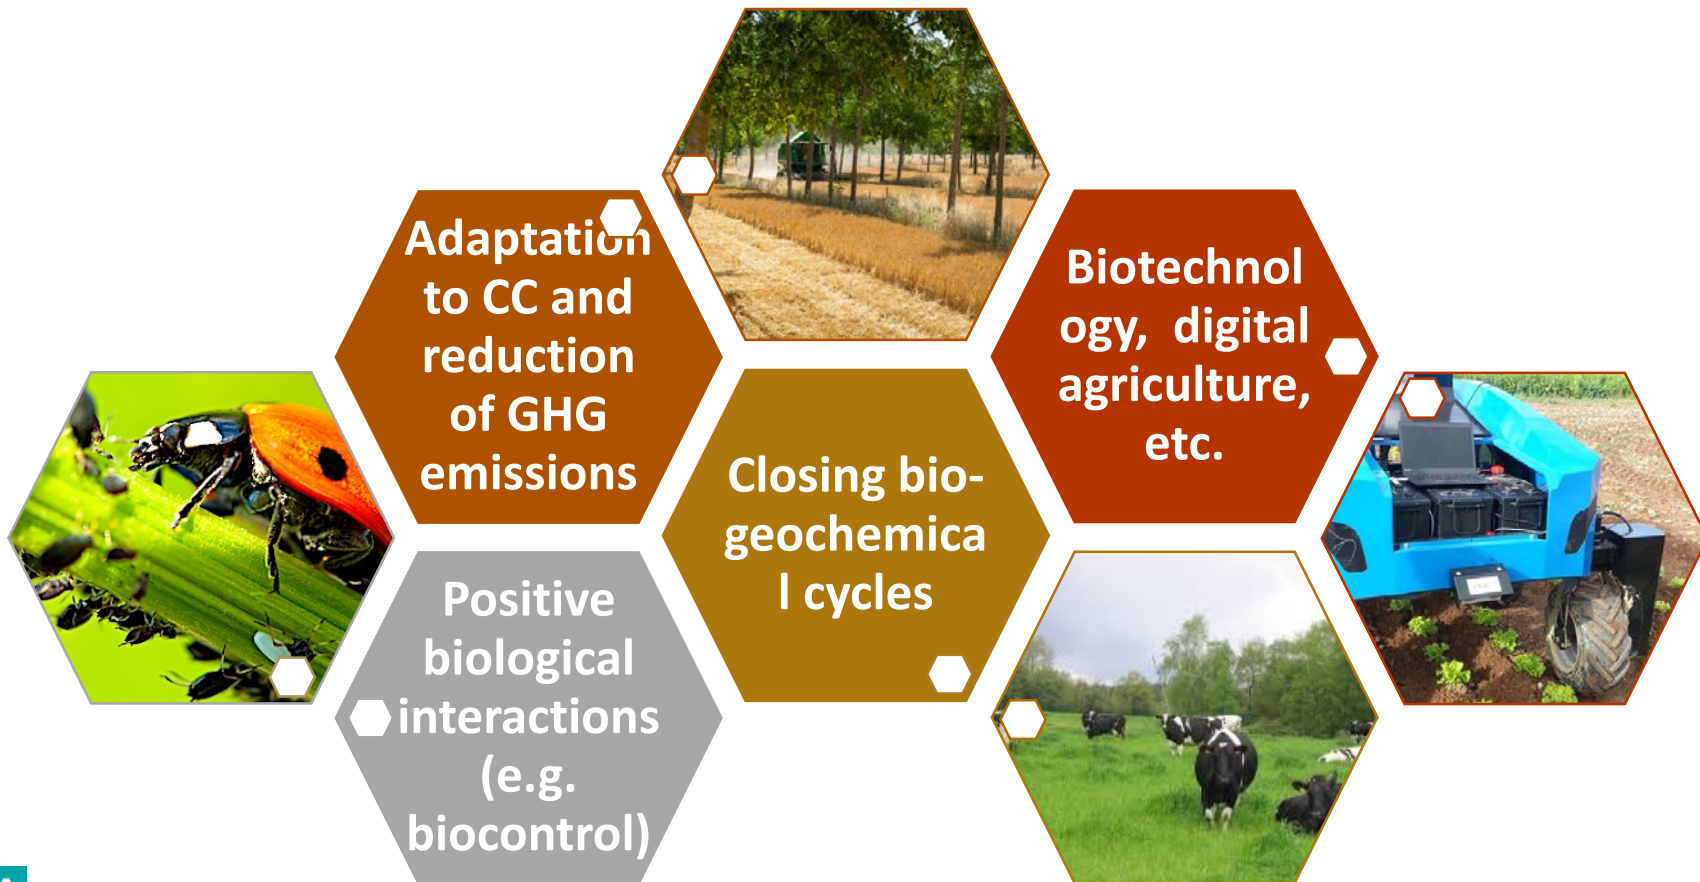 Adaptation
to CC and
reduction
of GHG
emissions
Biotechnol
ogy, digital
agriculture,
etc.
Closing bio-
geochemica
l cycles
Positive
biological
interactions
(e.g.
biocontrol)